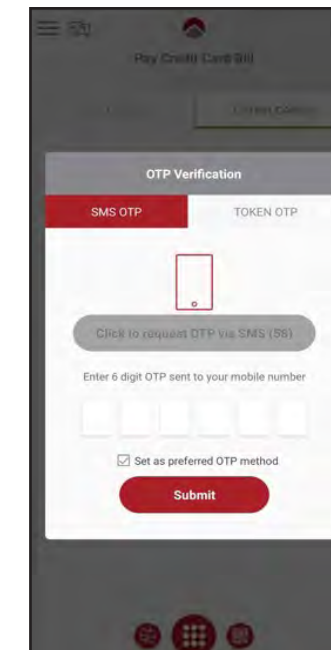 Pay Credit Card Bill
OTP Verification
SMS OTP
TOKEN OTP
Click to request OTP via SMS (58)
Enter 6 digit OTP sent to your mobile number
Set as preferred OTP method
Submit